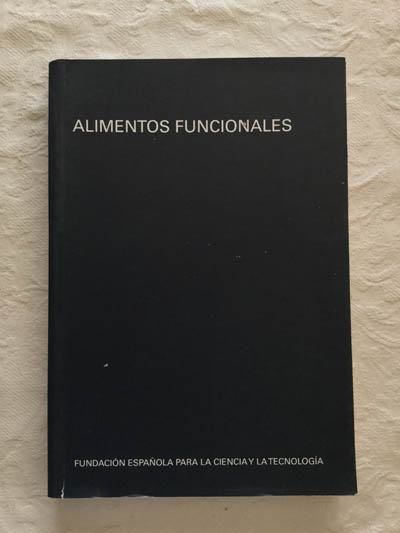 ALIMENTOS FUNCIONALES
FUNDACIÓN ESPAÑOLA PARA LA CIENCIA Y LA TECNOLOGÍA